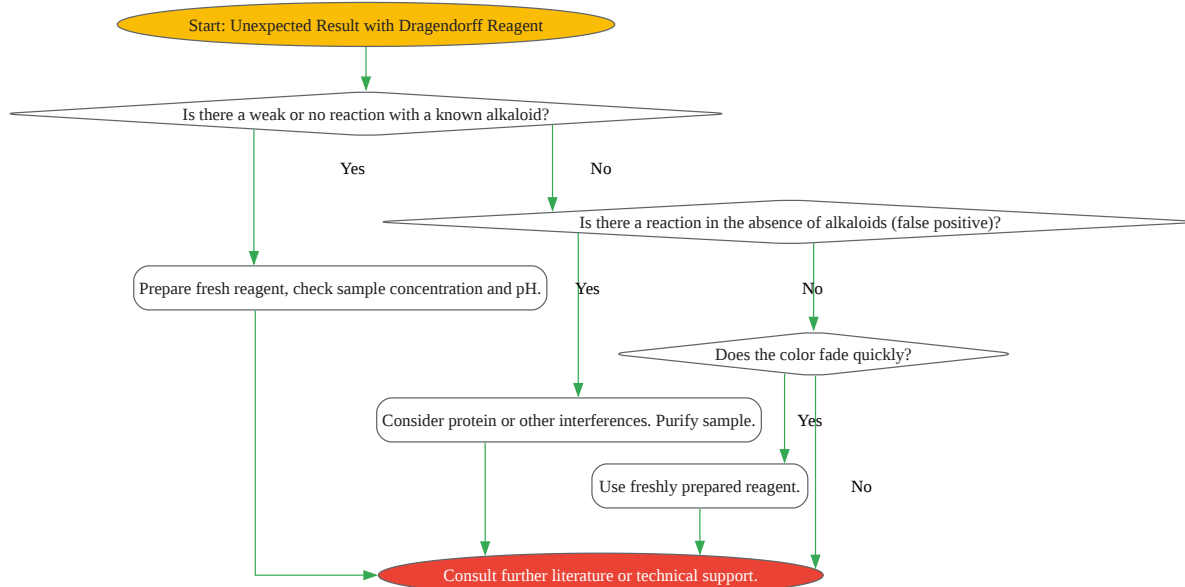 Start: Unexpected Result with Dragendorff Reagent
Is there a weak or no reaction with a known alkaloid?
Yes
No
Is there a reaction in the absence of alkaloids (false positive)?
Prepare fresh reagent, check sample concentration and pH.
Yes
No
Does the color fade quickly?
Consider protein or other interferences. Purify sample.
Yes
Use freshly prepared reagent.
No
Consult further literature or technical support.